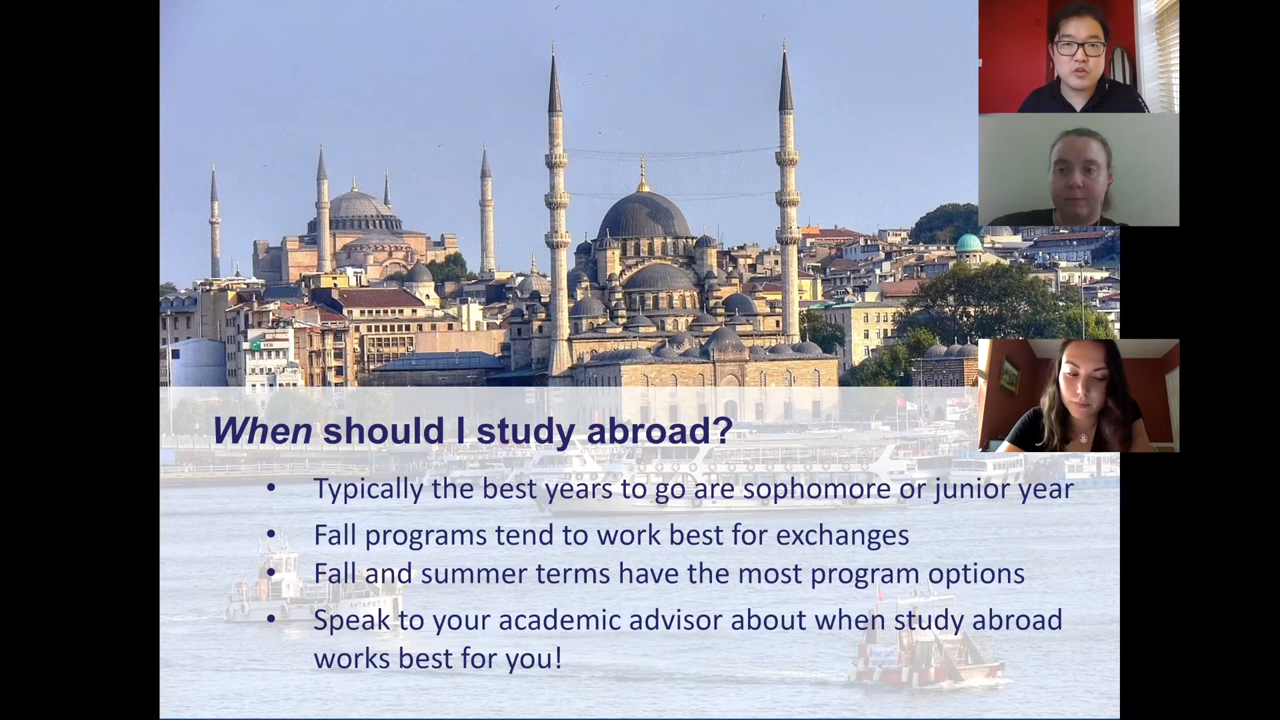 When should I study abroad?
• Typically the best years to go are sophomore or junior year
• Fall programs tend to work best for exchanges
• Fall and summer terms have the most program options
• Speak to your academic advisor about when study abroad
works best for you!